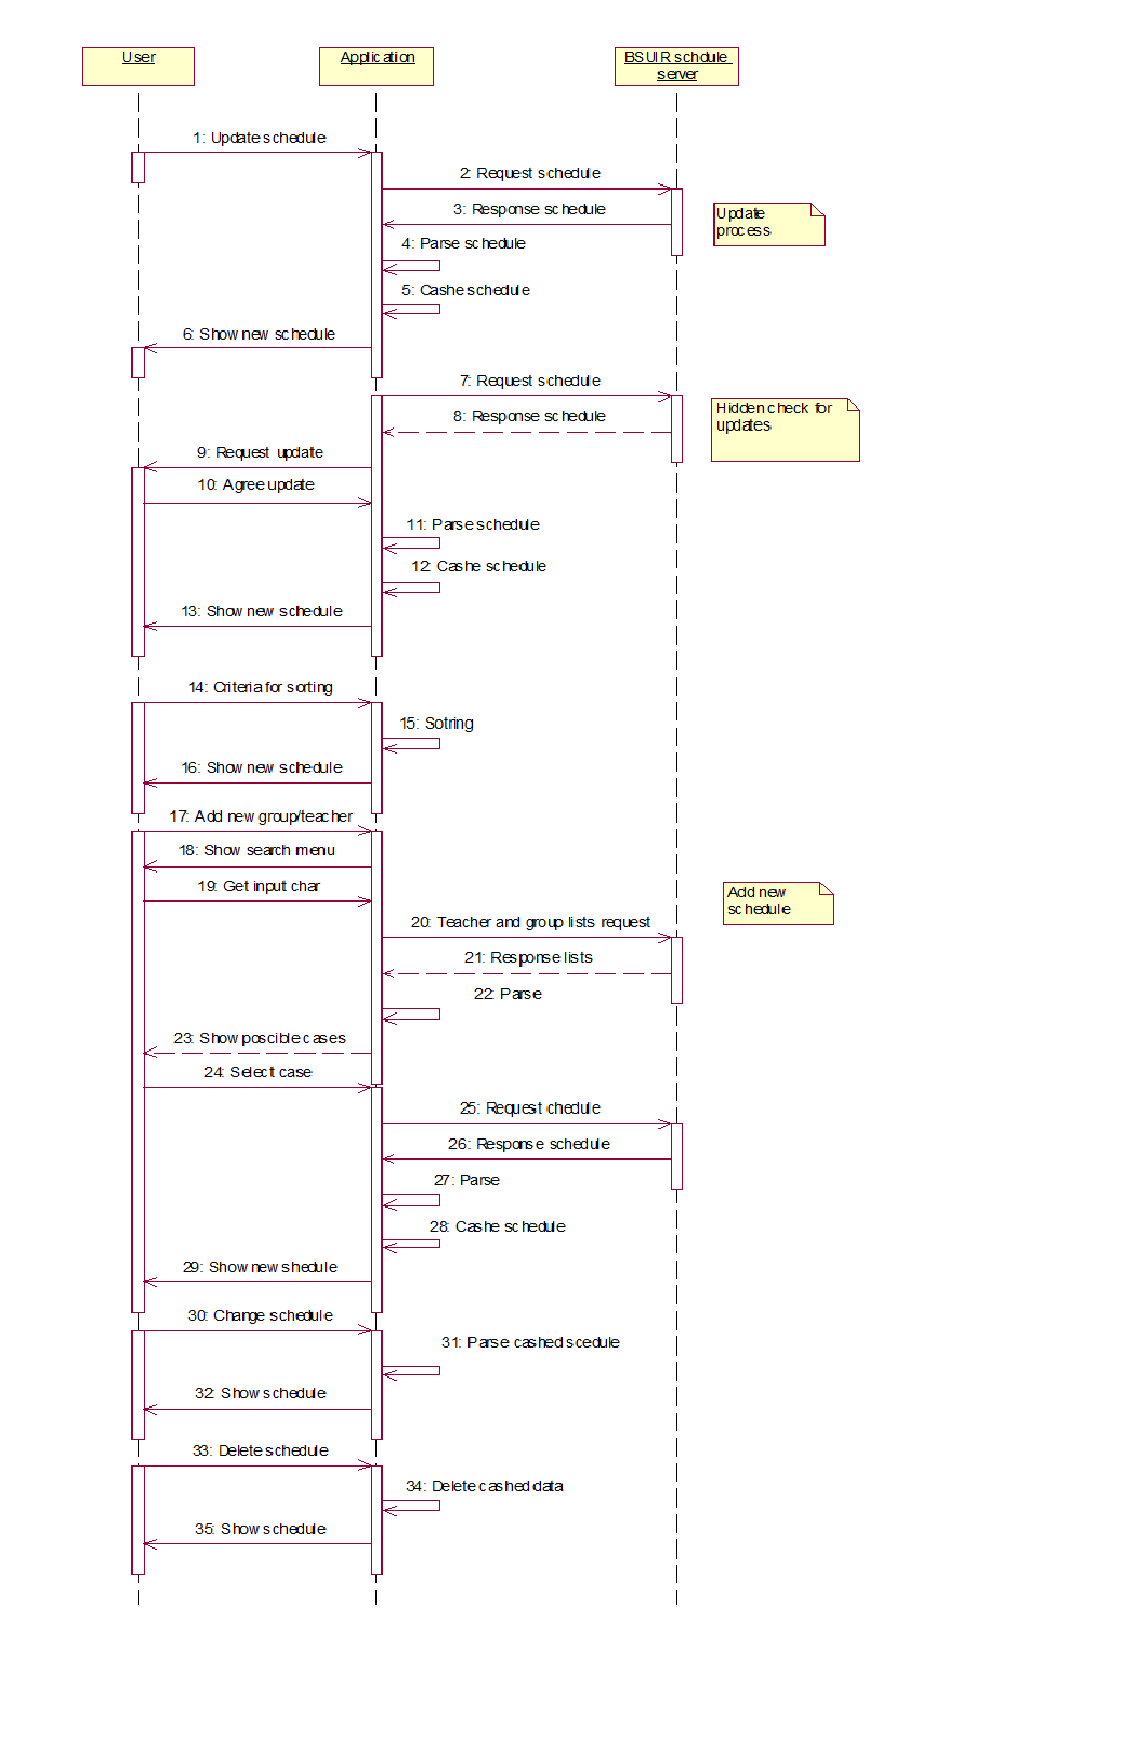 User
Application
BSUIR schdule
server
1: Update schedule
2: Request schedule
3: Response schedule
Update
process
4: Parse schedule
5: Cashe schedule
6: Show new schedule
7: Request schedule
Hidden check for
updates
8: Response schedule
9: Request update
10: Agree update
11: Parse schedule
12: Cashe schedule
13: Show new schedule
14: Criteria for sorting
15: Sotring
16: Show new schedule
17: Add new group/teacher
18: Show search menu
19: Get input char
Add new
schedule
20: Teacher and group lists request
21: Response lists
22: Parse
23: Show poscible cases
24: Select case
25: Request chedule
26: Response schedule
27: Parse
28: Cashe schedule
29: Show new shedule
30: Change schedule
31: Parse cashed scedule
32: Show schedule
33: Delete schedule
34: Delete cashed data
35: Show schedule